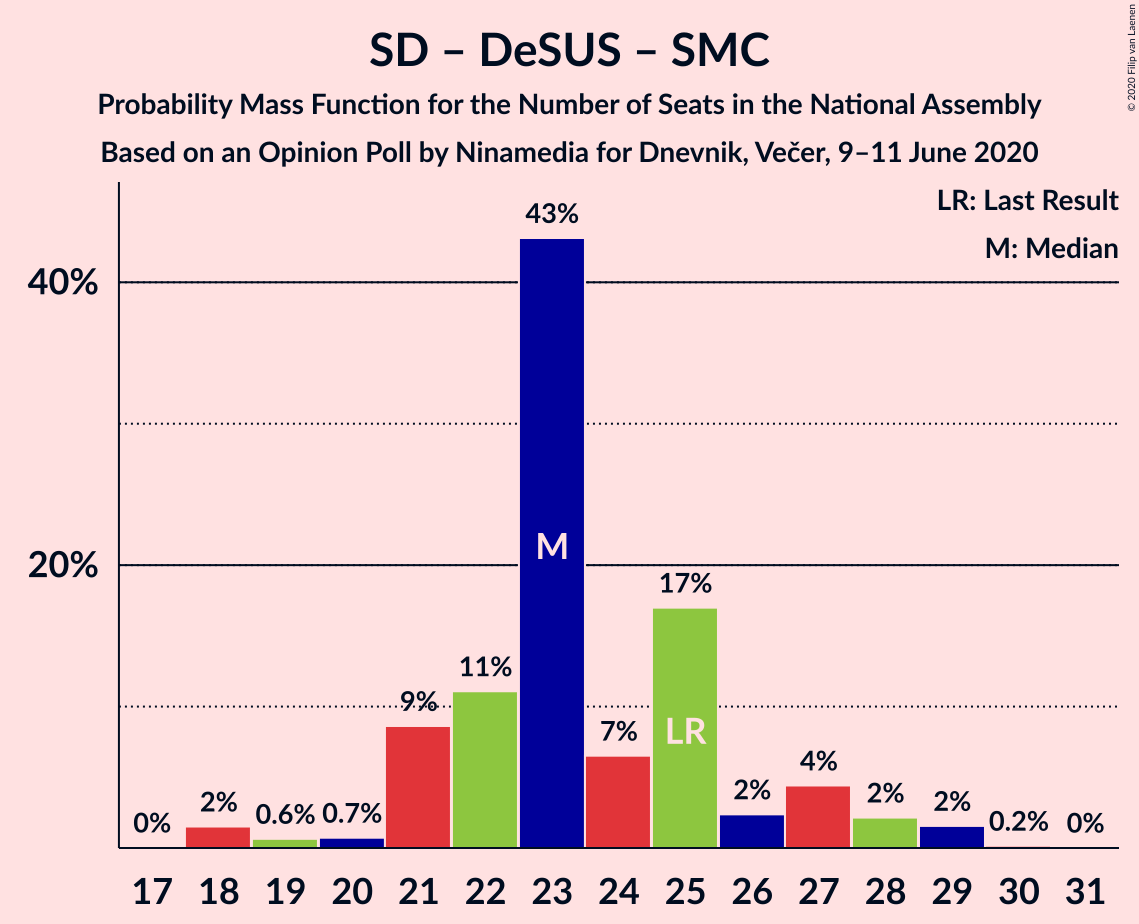 SD – DeSUS – SMC
Probability Mass Function for the Number of Seats in the National Assembly
Based on an Opinion Poll by Ninamedia for Dnevnik, Večer, 9–11 June 2020
© 2020 Filip van Laenen
LR: Last Result
M: Median
40%
20%
0%
2%
0.6%
0.7%
9%
11%
43%
7%
17%
2%
4%
2%
2%
0.2%
0%
M
LR
17 18 19 20 21 22 23 24 25 26 27 28 29 30 31